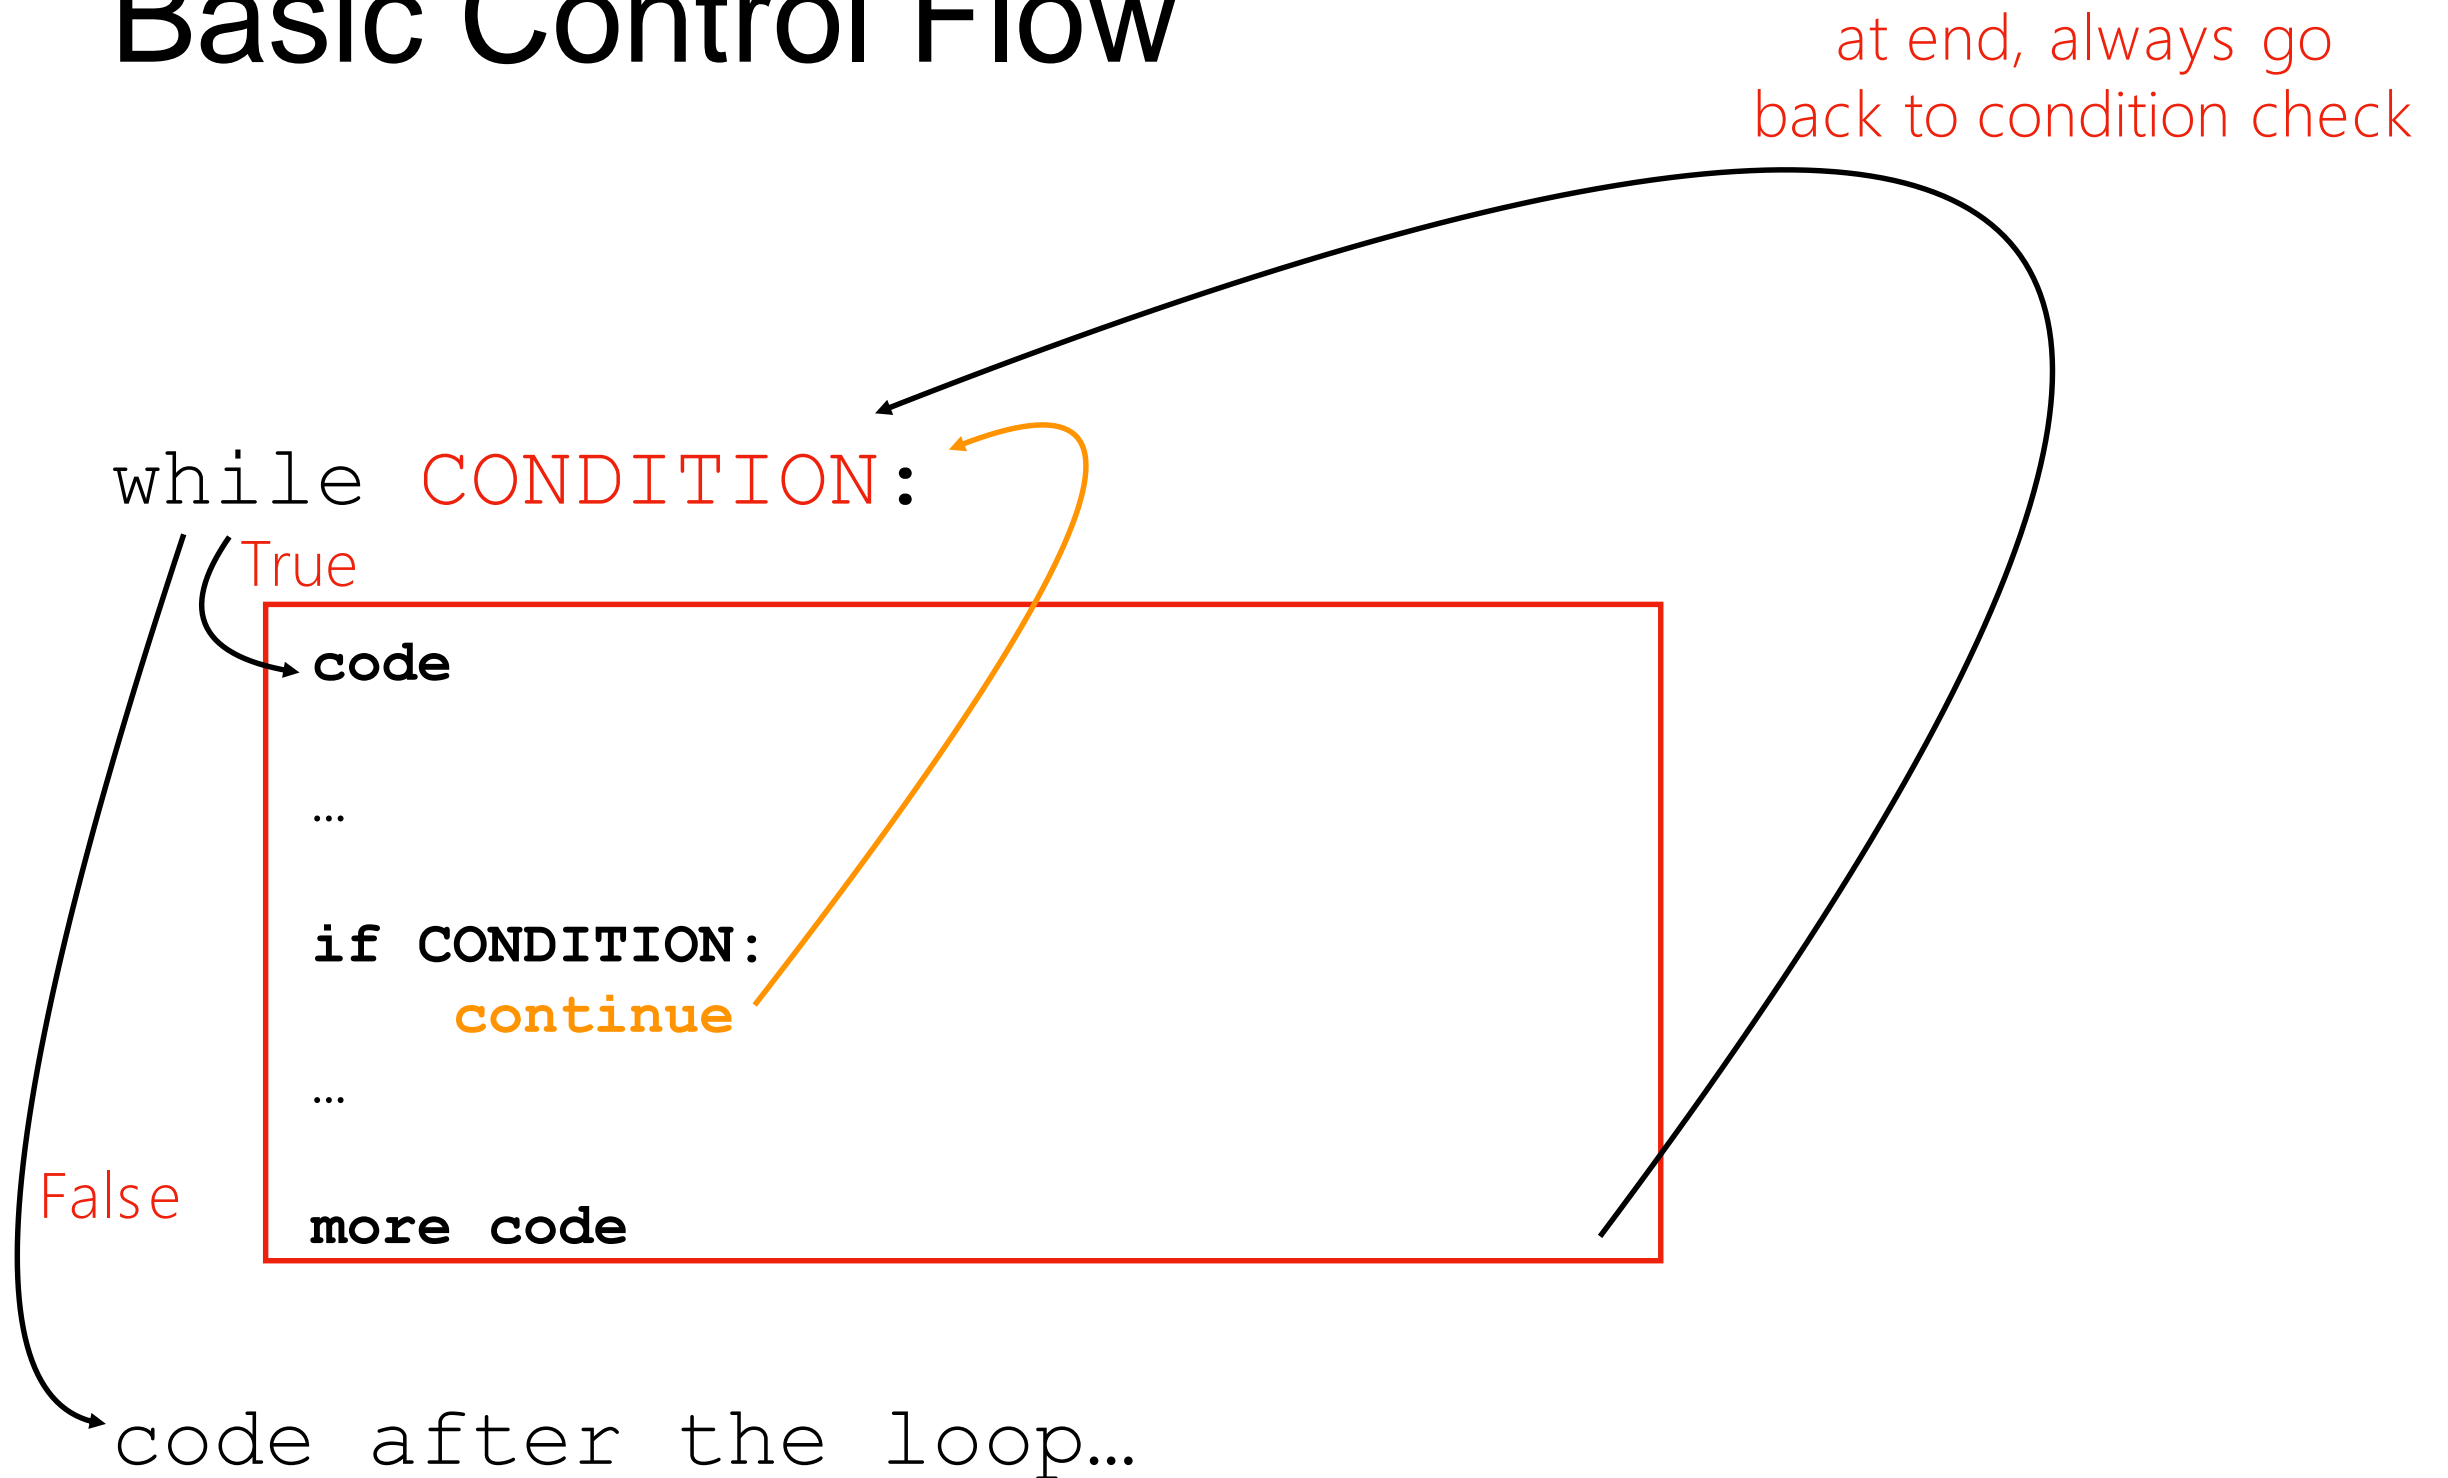 Basic Control Flow
at end, always go
back to condition check
while CONDITION:
True
code
…
if CONDITION:
continue
…
False
more code
code after the loop…